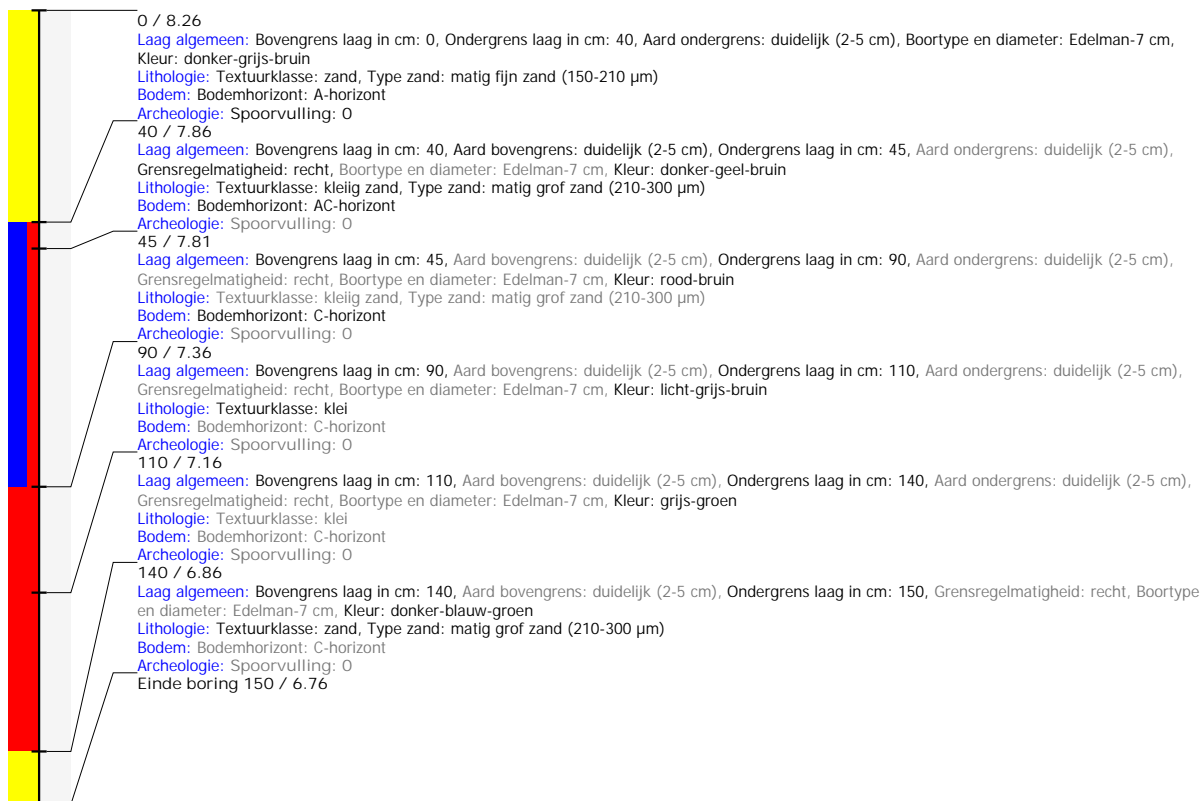 0 / 8.26
Laag algemeen: Bovengrens laag in cm: 0, Ondergrens laag in cm: 40, Aard ondergrens: duidelijk (2-5 cm), Boortype en diameter: Edelman-7 cm,
Kleur: donker-grijs-bruin
Lithologie: Textuurklasse: zand, Type zand: matig fijn zand (150-210 µm)
Bodem: Bodemhorizont: A-horizont
Archeologie: Spoorvulling: 0
40 / 7.86
Laag algemeen: Bovengrens laag in cm: 40, Aard bovengrens: duidelijk (2-5 cm), Ondergrens laag in cm: 45, Aard ondergrens: duidelijk (2-5 cm),
Grensregelmatigheid: recht, Boortype en diameter: Edelman-7 cm, Kleur: donker-geel-bruin
Lithologie: Textuurklasse: kleiig zand, Type zand: matig grof zand (210-300 µm)
Bodem: Bodemhorizont: AC-horizont
Archeologie: Spoorvulling: 0
45 / 7.81
Laag algemeen: Bovengrens laag in cm: 45, Aard bovengrens: duidelijk (2-5 cm), Ondergrens laag in cm: 90, Aard ondergrens: duidelijk (2-5 cm),
Grensregelmatigheid: recht, Boortype en diameter: Edelman-7 cm, Kleur: rood-bruin
Lithologie: Textuurklasse: kleiig zand, Type zand: matig grof zand (210-300 µm)
Bodem: Bodemhorizont: C-horizont
Archeologie: Spoorvulling: 0
90 / 7.36
Laag algemeen: Bovengrens laag in cm: 90, Aard bovengrens: duidelijk (2-5 cm), Ondergrens laag in cm: 110, Aard ondergrens: duidelijk (2-5 cm),
Grensregelmatigheid: recht, Boortype en diameter: Edelman-7 cm, Kleur: licht-grijs-bruin
Lithologie: Textuurklasse: klei
Bodem: Bodemhorizont: C-horizont
Archeologie: Spoorvulling: 0
110 / 7.16
Laag algemeen: Bovengrens laag in cm: 110, Aard bovengrens: duidelijk (2-5 cm), Ondergrens laag in cm: 140, Aard ondergrens: duidelijk (2-5 cm),
Grensregelmatigheid: recht, Boortype en diameter: Edelman-7 cm, Kleur: grijs-groen
Lithologie: Textuurklasse: klei
Bodem: Bodemhorizont: C-horizont
Archeologie: Spoorvulling: 0
140 / 6.86
Laag algemeen: Bovengrens laag in cm: 140, Aard bovengrens: duidelijk (2-5 cm), Ondergrens laag in cm: 150, Grensregelmatigheid: recht, Boortype
en diameter: Edelman-7 cm, Kleur: donker-blauw-groen
Lithologie: Textuurklasse: zand, Type zand: matig grof zand (210-300 µm)
Bodem: Bodemhorizont: C-horizont
Archeologie: Spoorvulling: 0
Einde boring 150 / 6.76